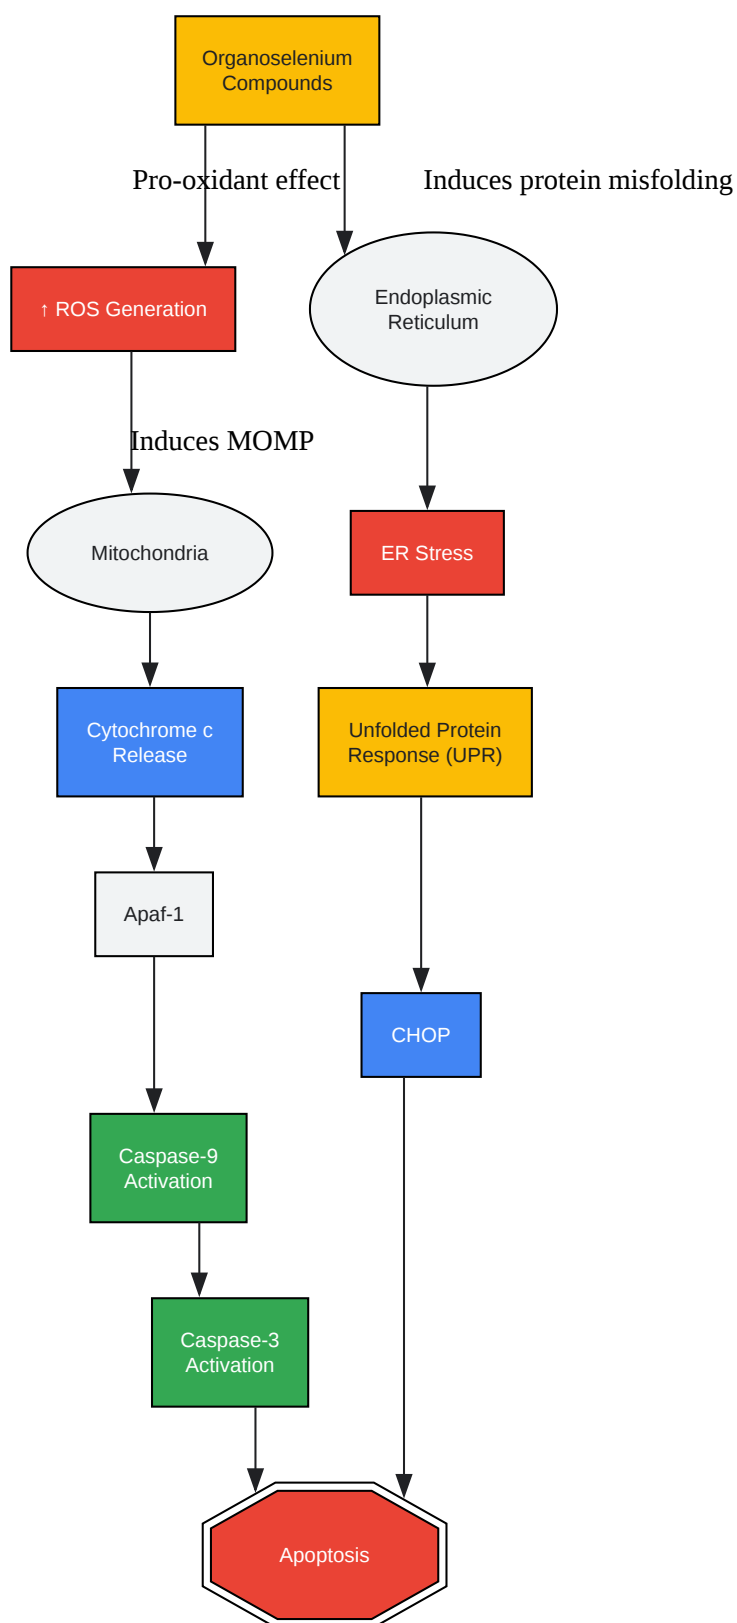 Organoselenium
Compounds
Pro-oxidant effect
Induces protein misfolding
↑ ROS Generation
Endoplasmic
Reticulum
Induces MOMP
Mitochondria
ER Stress
Cytochrome c
Release
Unfolded Protein
Response (UPR)
Apaf-1
CHOP
Caspase-9
Activation
Caspase-3
Activation
Apoptosis